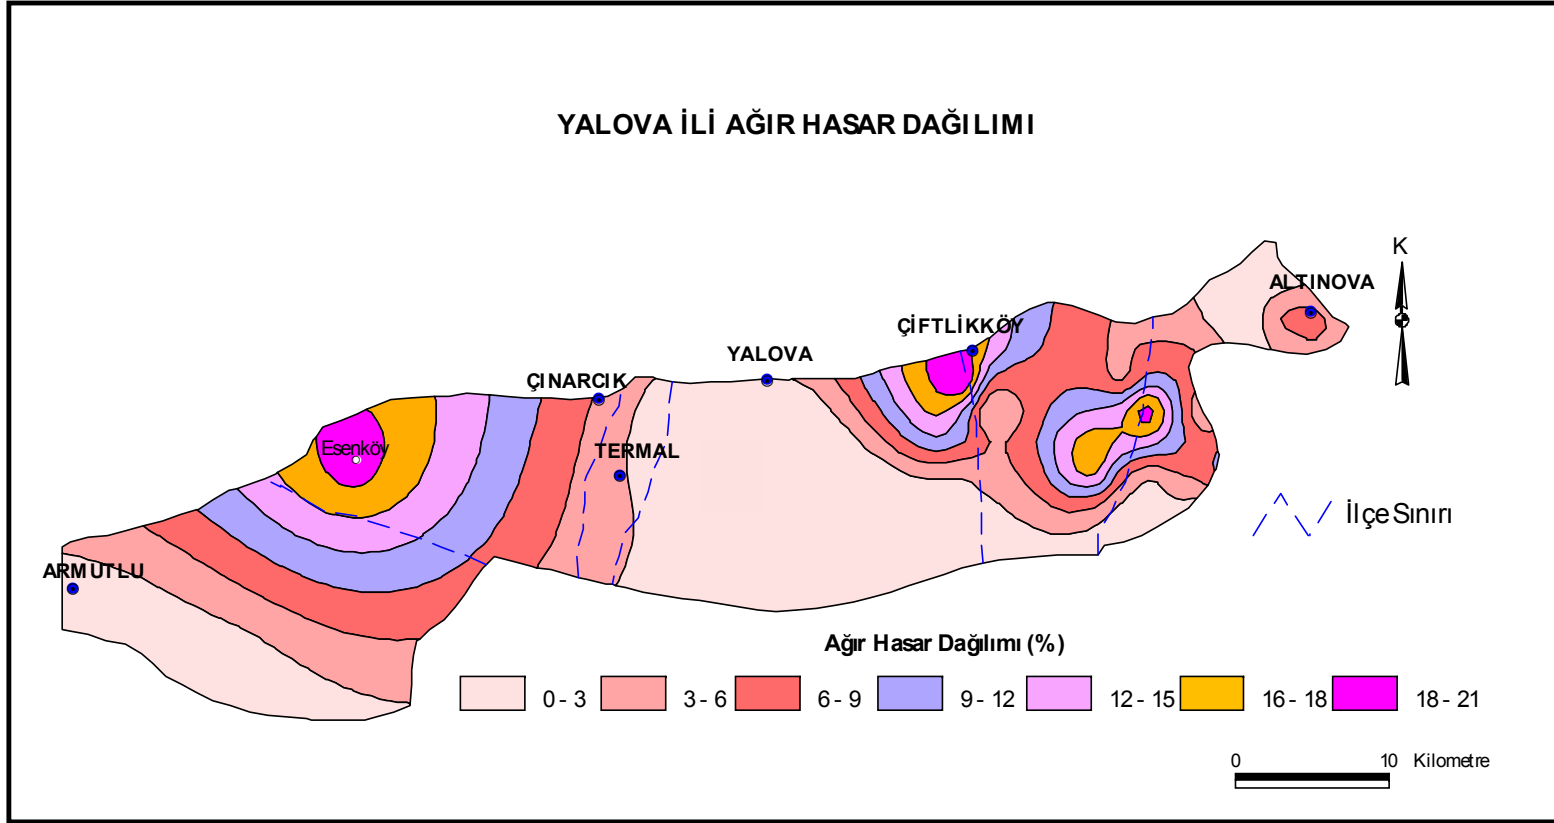 YALOVA İLİ AĞIR HASAR DAĞILIMI
K
ALTINOVA
ÇİFTLİKKÖY
YALOVA
ÇINARCIK
Esenköy
TERMAL
İlçe Sınırı
ARMUTLU
Ağır Hasar Dağılımı (%)
0 - 3 3 - 6 6 - 9 9 - 12 12 - 15 16 - 18 18 - 21
0 10 Kilometre